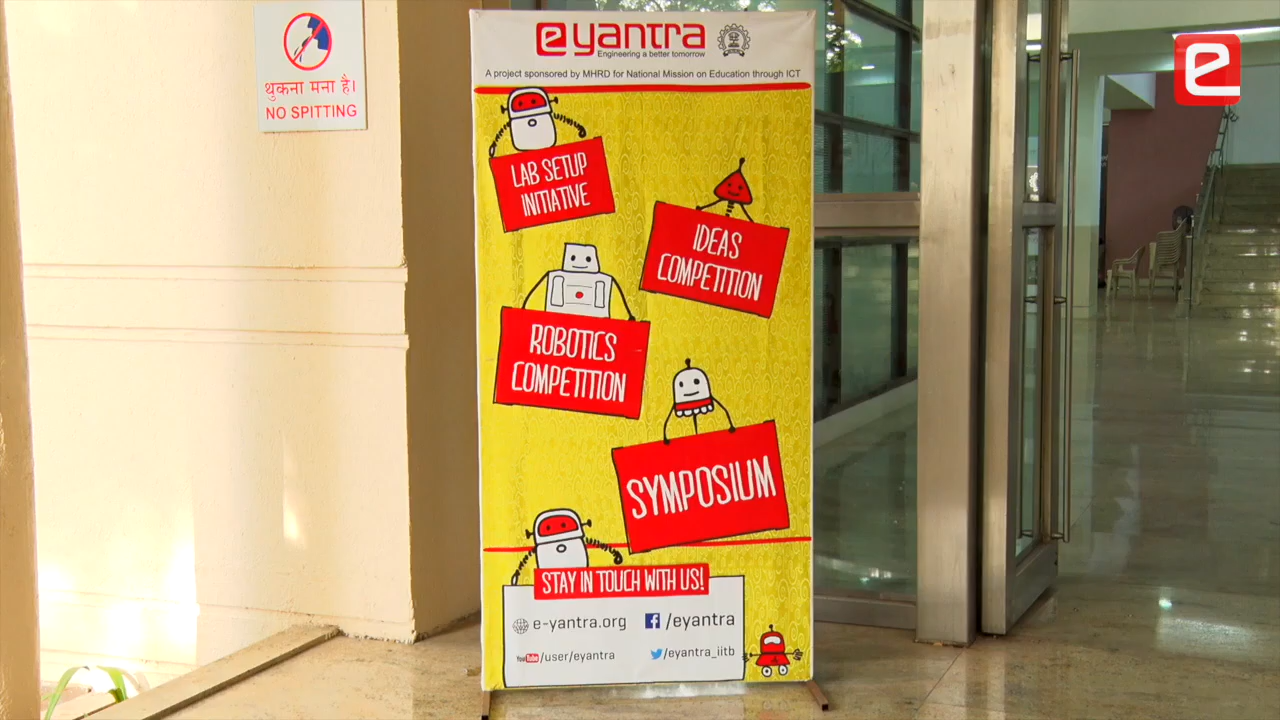 थुकना मना है।
NO SPITTING
eyantra
Engineering a better tomorrow
A project sponsored by MHRD for National Mission on Education through ICT
LAB SETUP
INITIATIVE
IDEAS
COMPETITION
ROBOTICS
COMPETITION
SYMPOSIUM
STAY IN TOUCH WITH US!
e-yantra.org
/eyantra
YouTube /user/eyantra
/eyantra_iitb
e